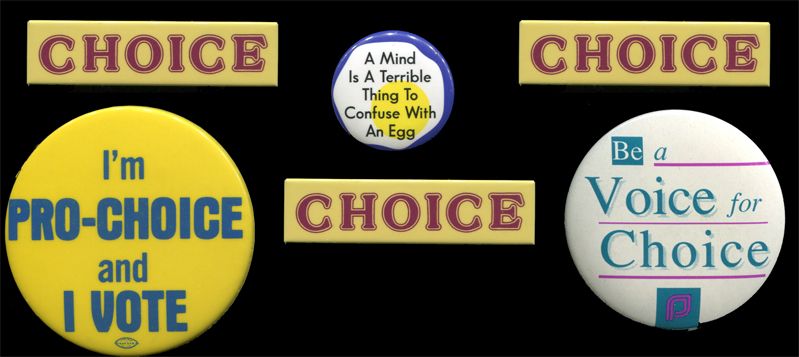 CHOICE
A Mind
Is A Terrible
Thing To
Confuse With
An Egg
CHOICE
I'm
PRO-CHOICE
and
I VOTE
CHOICE
Be a
Voice for
Choice